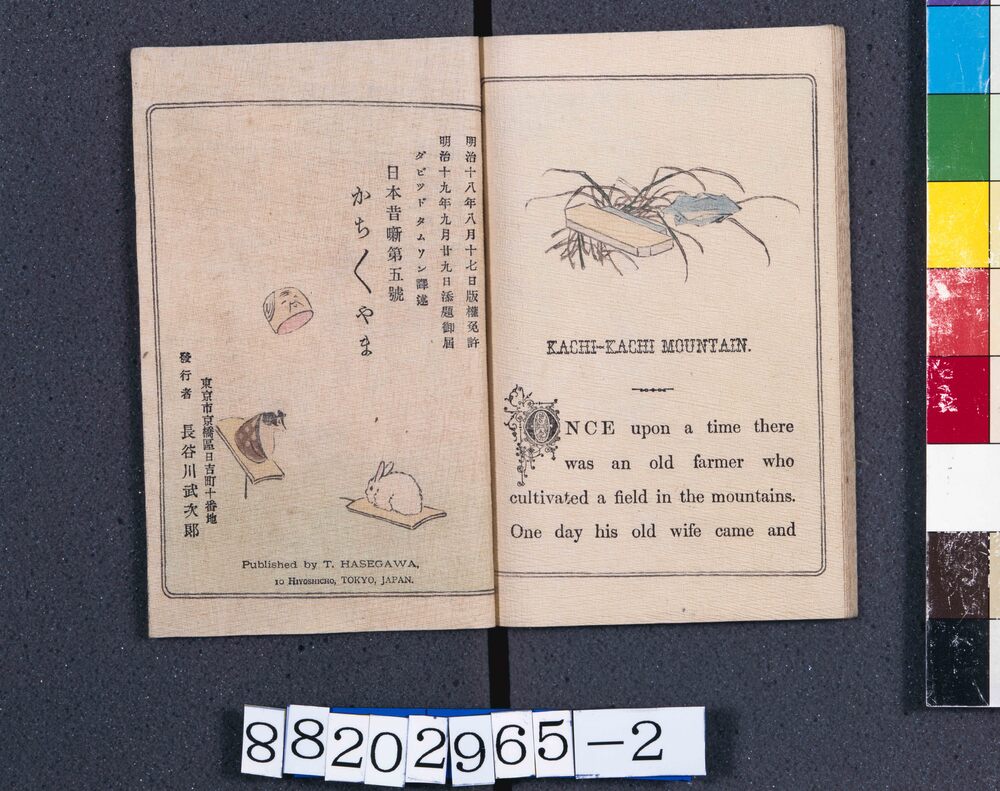 明治十八年八月十七日版權免許
明治十九年九月廿九日添題御屆
ダビツド タムソン譯述
日本昔噺第五號
かち〱やま
東京市京橋區日吉町十番地
發行者 長谷川武次郞
Published by T. HASEGAWA,
10 HIYOSHICHO, TOKYO, JAPAN.
KACHI-KACHI MOUNTAIN.
ONCE upon a time there
was an old farmer who
cultivated a field in the mountains.
One day his old wife came and
88202965-2